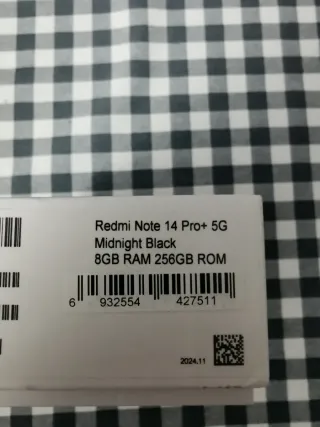 Redmi Note 14 Pro+ 5G
Midnight Black
8GB RAM 256GB ROM
6 932554 427511
2024.11